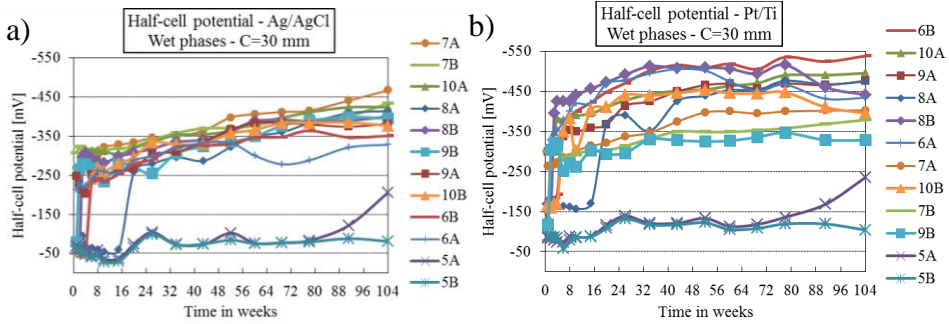 a)
Half-cell potential - Ag/AgCl
Wet phases - C=30 mm
Half-cell potential [mV]
-550
-450
-350
-250
-150
-50
0 8 16 24 32 40 48 56 64 72 80 88 96 104
Time in weeks
7A
7B
10A
8A
8B
9B
9A
10B
6B
6A
5A
5B
b)
Half-cell potential - Pt/Ti
Wet phases - C=30 mm
Half-cell potential [mV]
-550
-450
-350
-250
-150
-50
0 8 16 24 32 40 48 56 64 72 80 88 96 104
Time in weeks
6B
10A
9A
8A
8B
6A
7A
10B
7B
9B
5A
5B